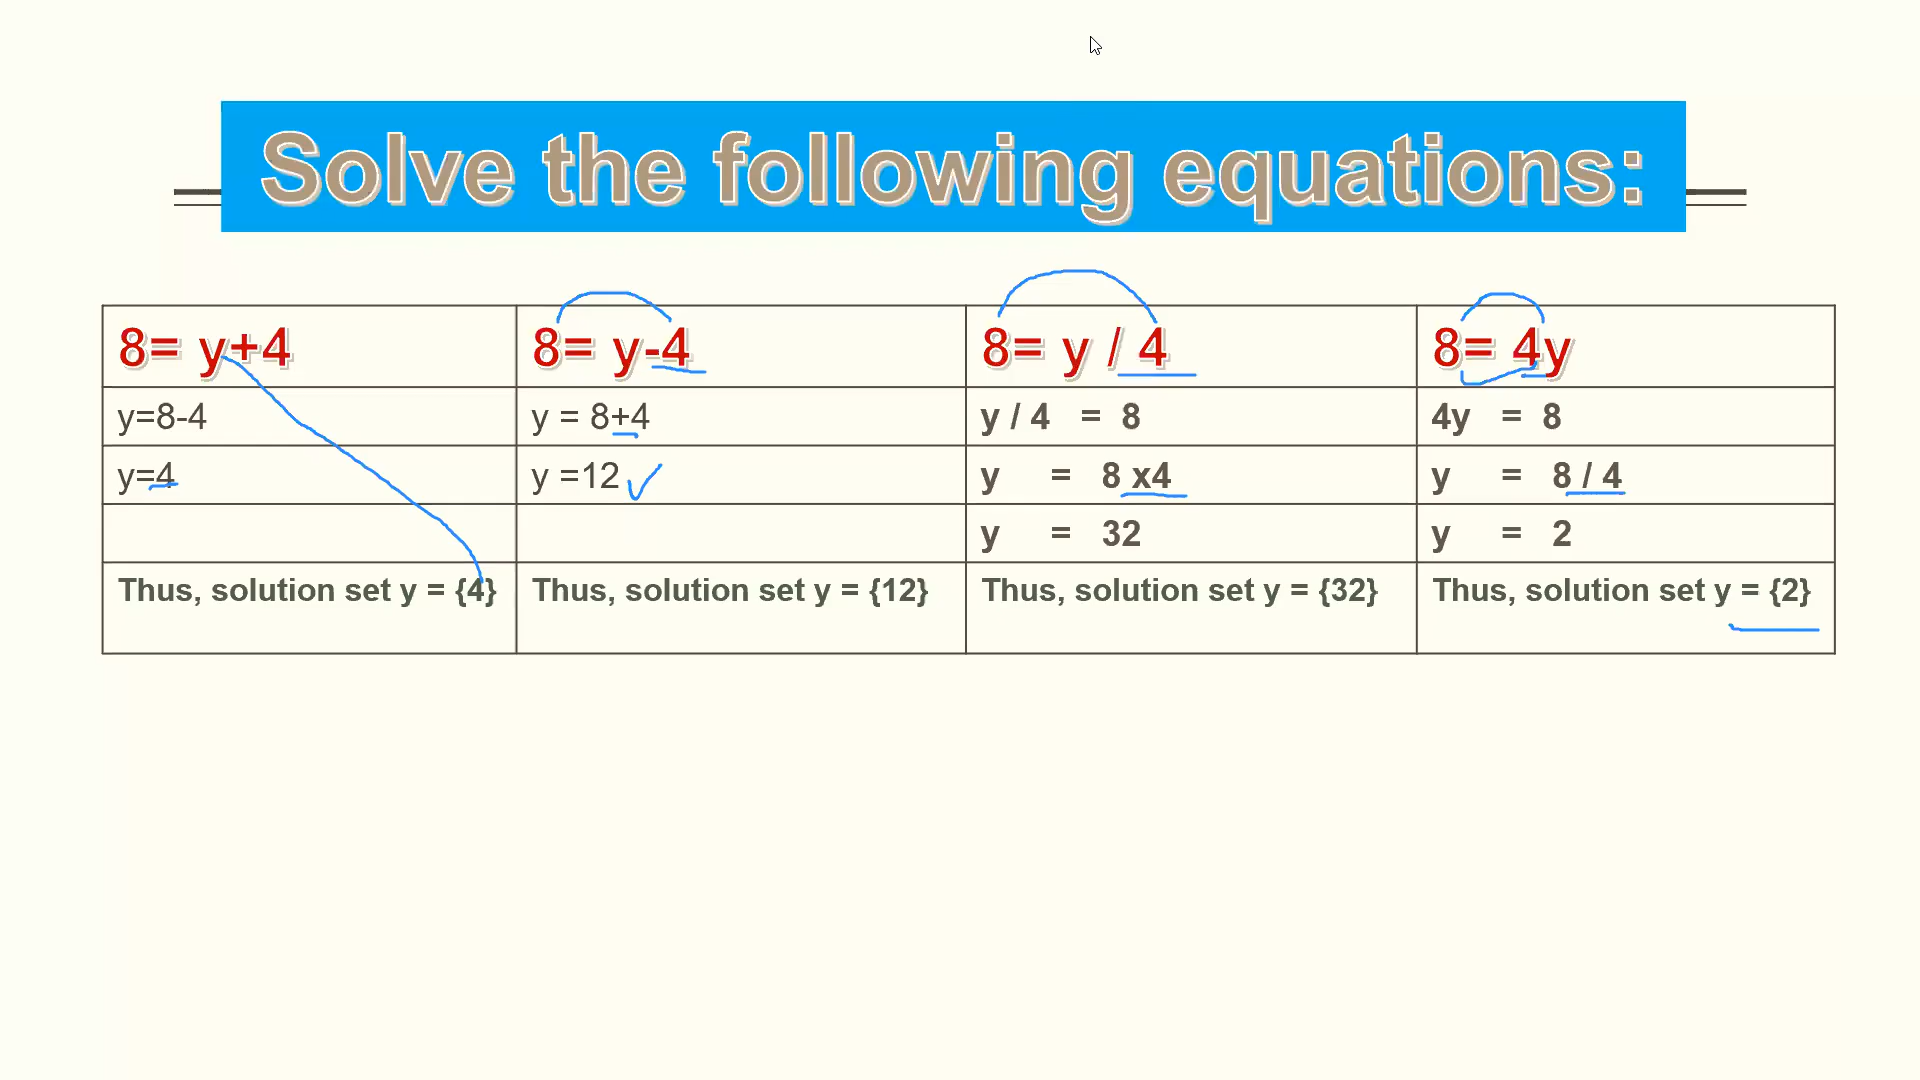 Solve the following equations:
8= y+4
8= y-4
8= y / 4
8= 4y
y=8-4
y = 8+4
y / 4 = 8
4y = 8
y=4
y =12
y = 8 x4
y = 8 / 4
y = 32
y = 2
Thus, solution set y = {4}
Thus, solution set y = {12}
Thus, solution set y = {32}
Thus, solution set y = {2}